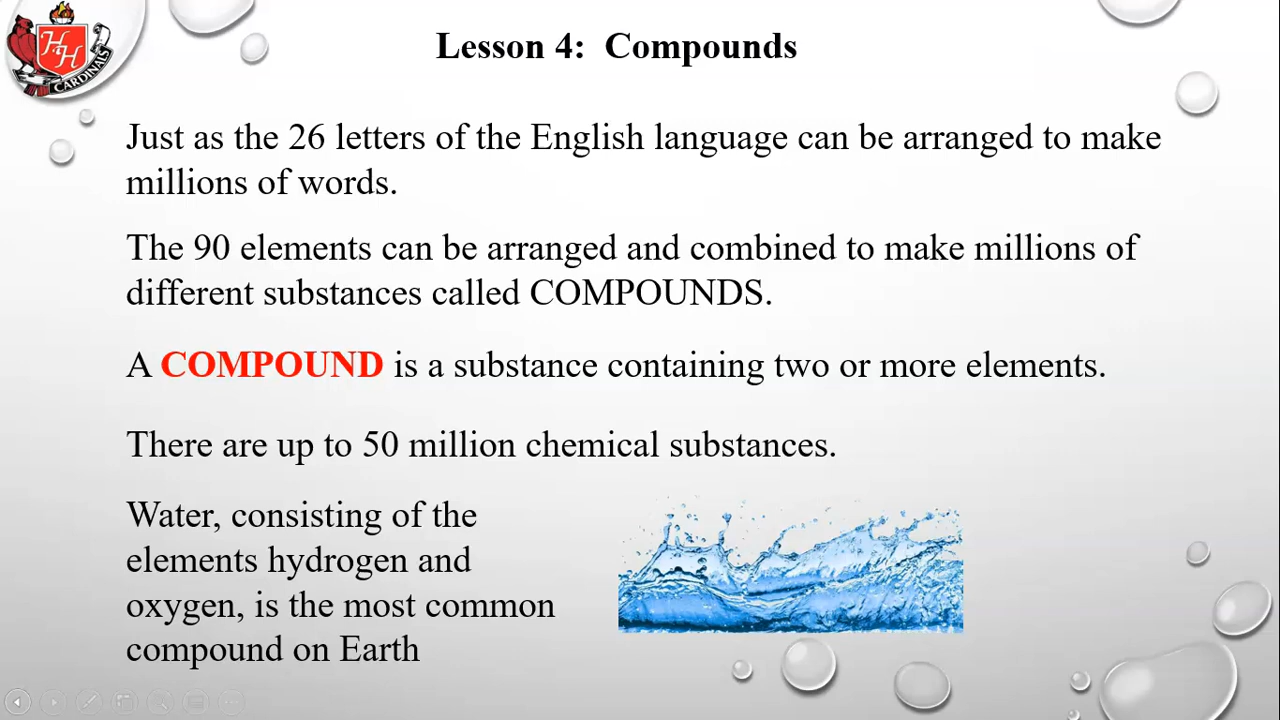 H H
CARDINALS
Lesson 4: Compounds
Just as the 26 letters of the English language can be arranged to make
millions of words.
The 90 elements can be arranged and combined to make millions of
different substances called COMPOUNDS.
A COMPOUND is a substance containing two or more elements.
There are up to 50 million chemical substances.
Water, consisting of the
elements hydrogen and
oxygen, is the most common
compound on Earth